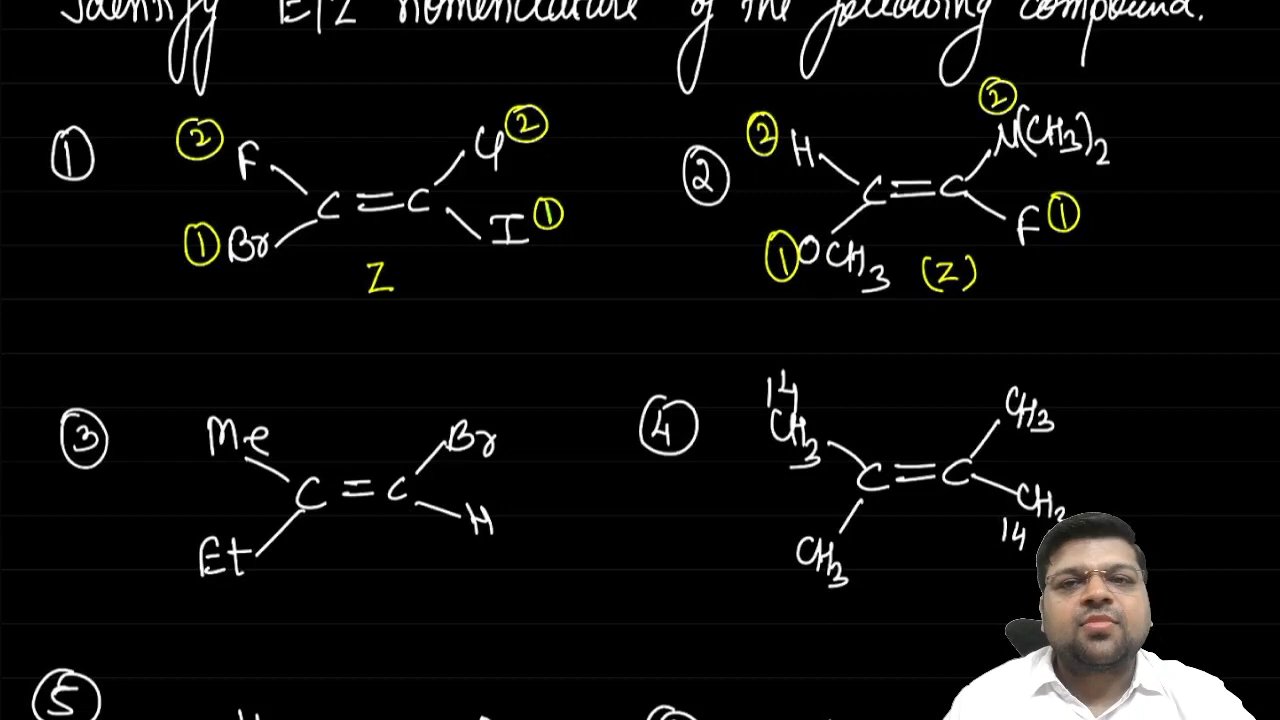 Identify E/Z nomenclature of the following compound.
① ② F Cl ② Br ① C = C I ①
Z
② ② H N(CH3)2 ② C = C ① OCH3 F ①
(Z)
③ Me Br
C = C
Et H
④ 14 CH3 CH3
C = C
CH3 CH3 14
⑤